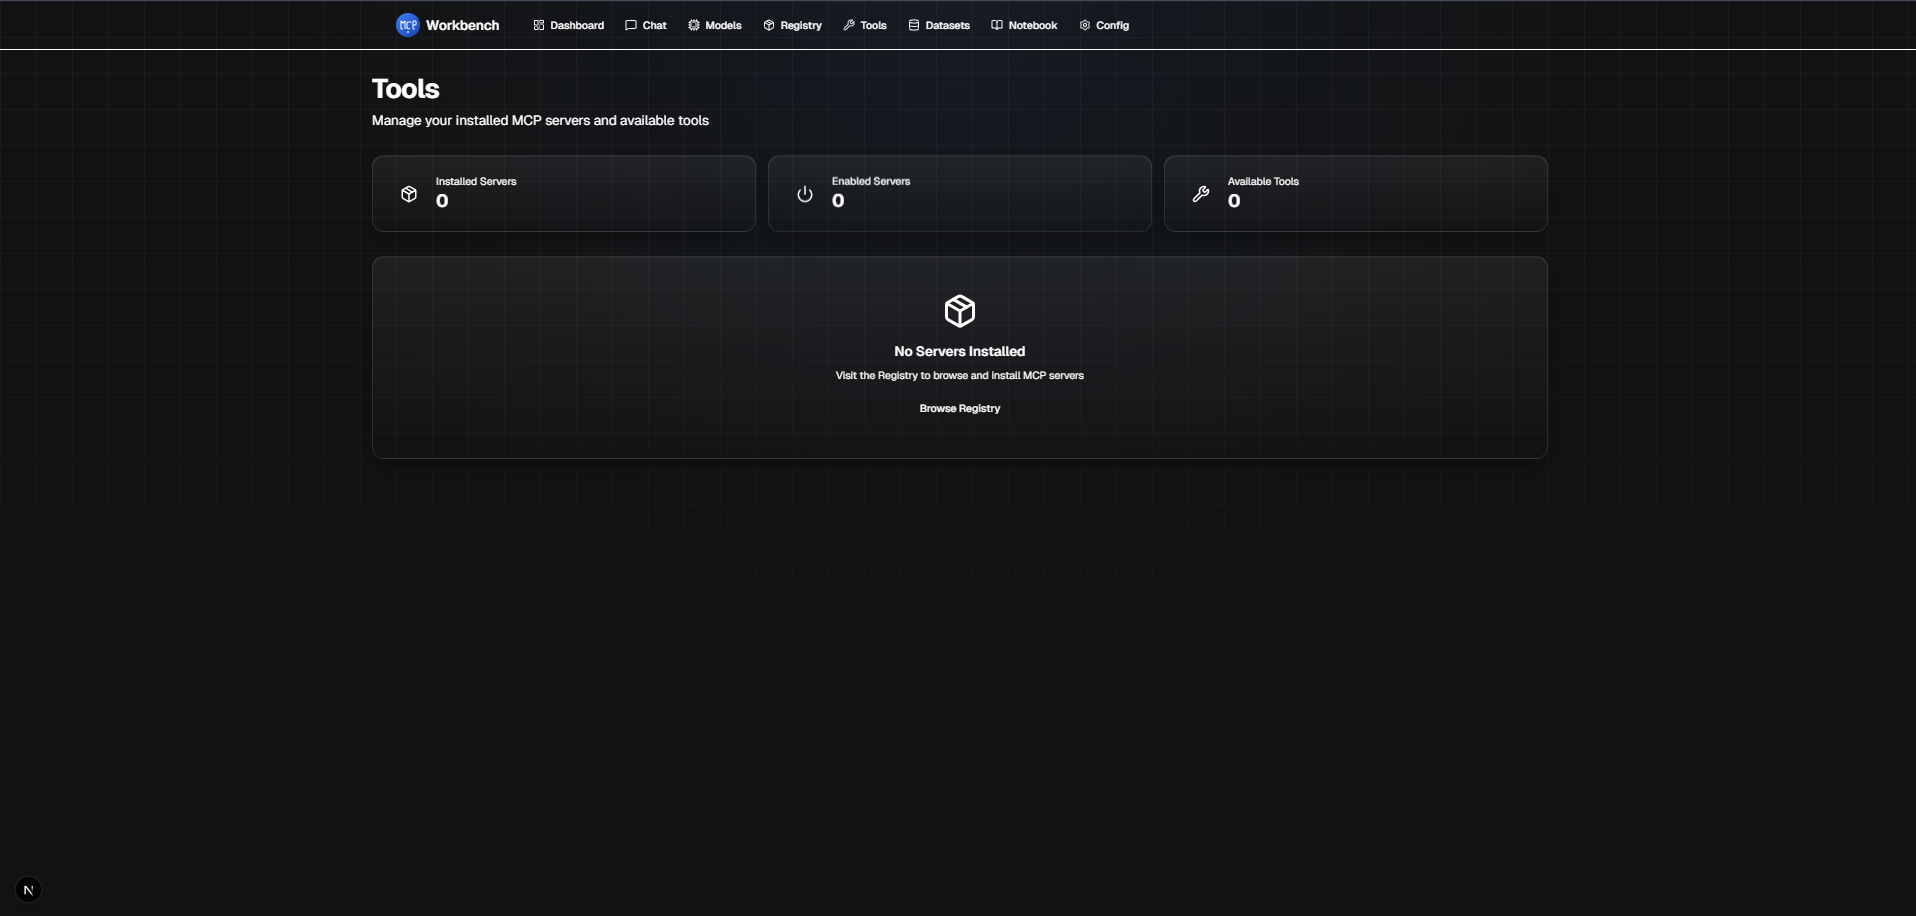 MCP Workbench Dashboard Chat Models Registry Tools Datasets Notebook Config
Tools
Manage your installed MCP servers and available tools
Installed Servers
0
Enabled Servers
0
Available Tools
0
No Servers Installed
Visit the Registry to browse and install MCP servers
Browse Registry
N